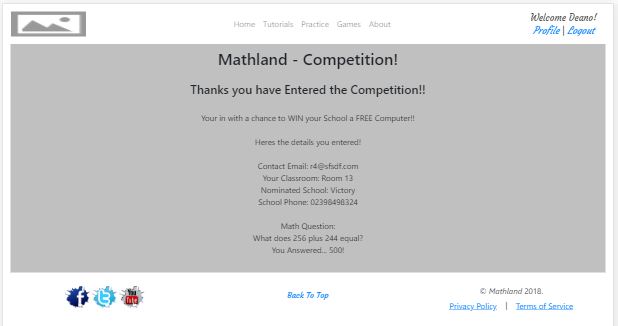 Home Tutorials Practice Games About
Welcome Deano!
Profile | Logout
Mathland - Competition!
Thanks you have Entered the Competition!!
Your in with a chance to WIN your School a FREE Computer!!
Heres the details you entered!
Contact Email: r4@sfsdf.com
Your Classroom: Room 13
Nominated School: Victory
School Phone: 02398498324
Math Question:
What does 256 plus 244 equal?
You Answered... 500!
You
Tube
Back To Top
© Mathland 2018.
Privacy Policy | Terms of Service